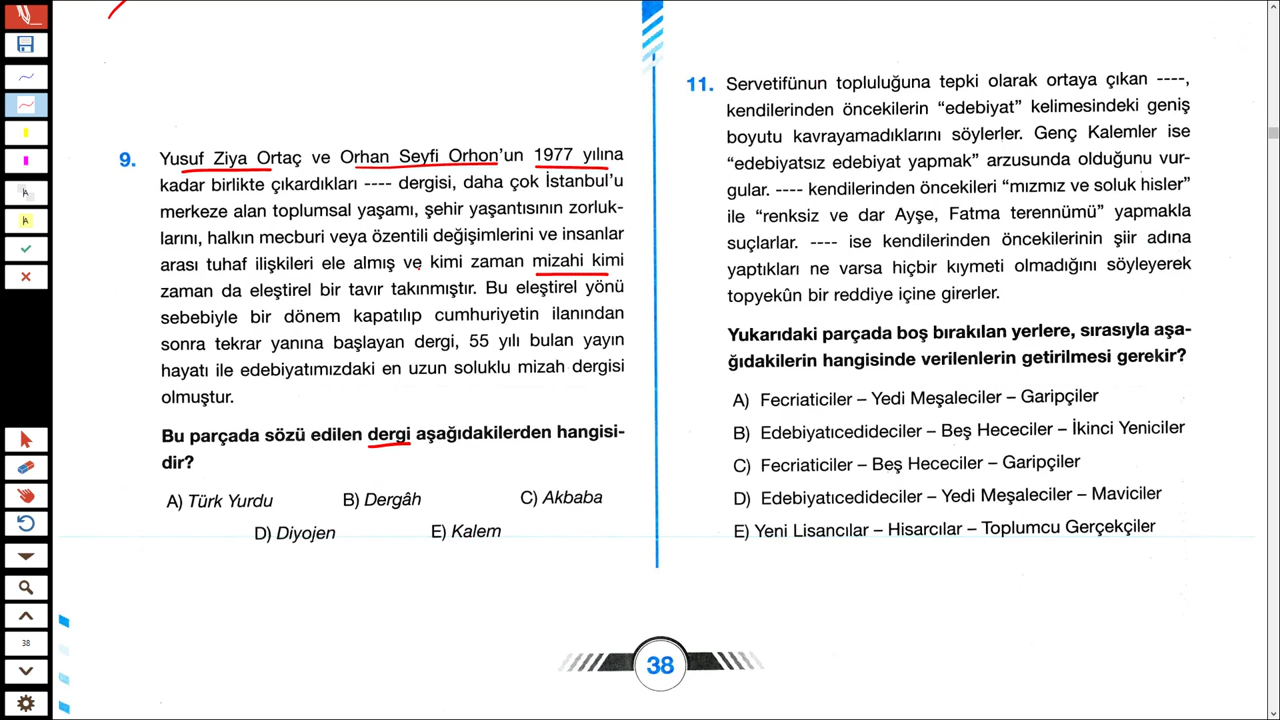 9. Yusuf Ziya Ortaç ve Orhan Seyfi Orhon’un 1977 yılına
kadar birlikte çıkardıkları ---- dergisi, daha çok İstanbul’u
merkeze alan toplumsal yaşamı, şehir yaşantısının zorluk-
larını, halkın mecburi veya özentili değişimlerini ve insanlar
arası tuhaf ilişkileri ele almış ve kimi zaman mizahi kimi
zaman da eleştirel bir tavır takınmıştır. Bu eleştirel yönü
sebebiyle bir dönem kapatılıp cumhuriyetin ilanından
sonra tekrar yanına başlayan dergi, 55 yılı bulan yayın
hayatı ile edebiyatımızdaki en uzun soluklu mizah dergisi
olmuştur.
Bu parçada sözü edilen dergi aşağıdakilerden hangisi-
dir?
A) Türk Yurdu B) Dergâh C) Akbaba
D) Diyojen E) Kalem
11. Servetifünun topluluğuna tepki olarak ortaya çıkan ----,
kendilerinden öncekilerin “edebiyat” kelimesindeki geniş
boyutu kavrayamadıklarını söylerler. Genç Kalemler ise
“edebiyatsız edebiyat yapmak” arzusunda olduğunu vur-
gular. ---- kendilerinden öncekileri “mızmız ve soluk hisler”
ile “renksiz ve dar Ayşe, Fatma terennümü” yapmakla
suçlarlar. ---- ise kendilerinden öncekilerinin şiir adına
yaptıkları ne varsa hiçbir kıymeti olmadığını söyleyerek
topyekûn bir reddiye içine girerler.
Yukarıdaki parçada boş bırakılan yerlere, sırasıyla aşa-
ğıdakilerin hangisinde verilenlerin getirilmesi gerekir?
A) Fecriaticiler – Yedi Meşaleciler – Garipçiler
B) Edebiyatıcedideciler – Beş Hececiler – İkinci Yeniciler
C) Fecriaticiler – Beş Hececiler – Garipçiler
D) Edebiyatıcedideciler – Yedi Meşaleciler – Maviciler
E) Yeni Lisancılar – Hisarcılar – Toplumcu Gerçekçiler
38
38